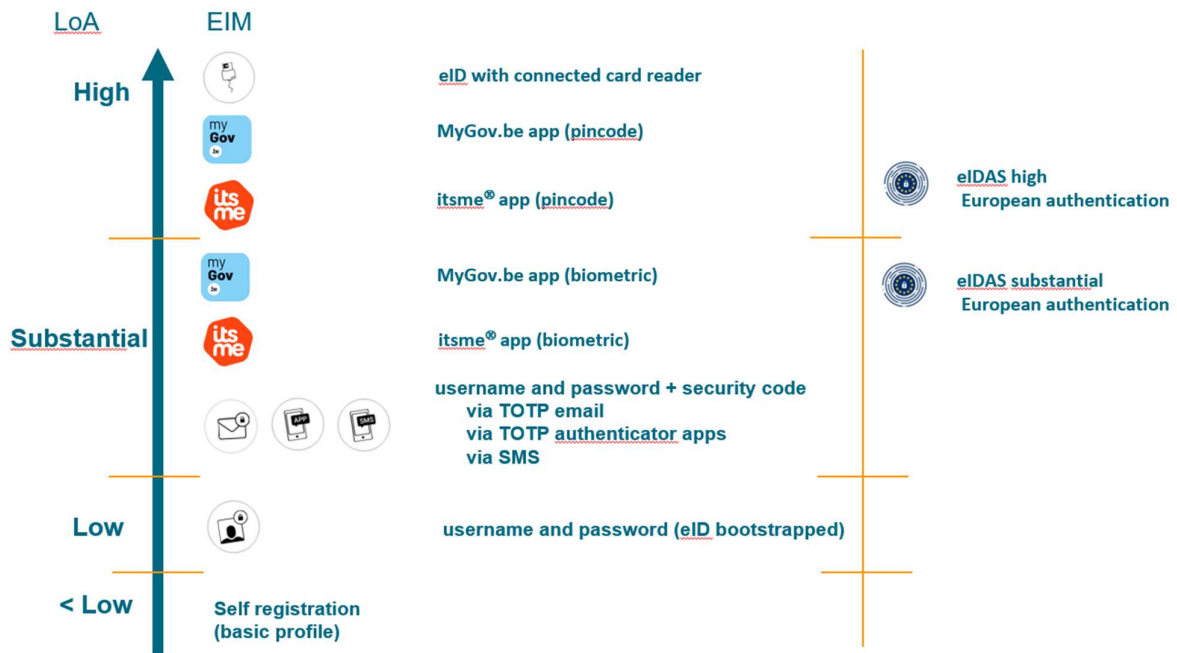 LoA
EIM
High
eID with connected card reader
my
Gov
be
MyGov.be app (pincode)
its
me
itsme® app (pincode)
eIDAS high
European authentication
my
Gov
be
MyGov.be app (biometric)
eIDAS substantial
European authentication
Substantial
its
me
itsme® app (biometric)
username and password + security code
via TOTP email
APP
SMS
via TOTP authenticator apps
via SMS
Low
username and password (eID bootstrapped)
< Low
Self registration
(basic profile)